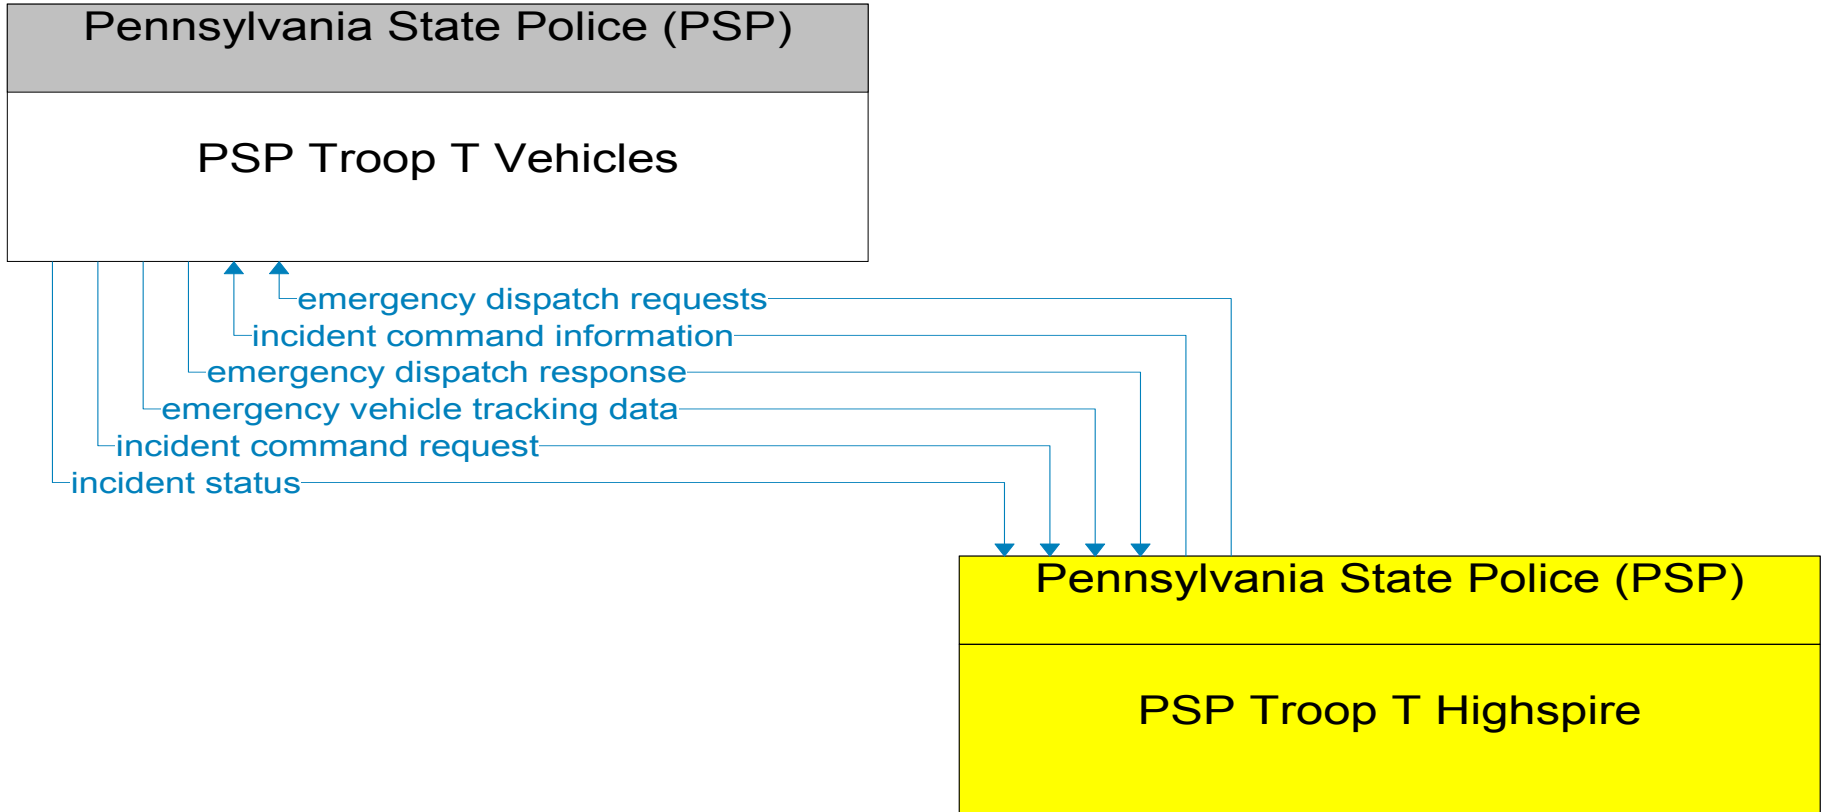 Pennsylvania State Police (PSP)
PSP Troop T Vehicles
emergency dispatch requests
incident command information
emergency dispatch response
emergency vehicle tracking data
incident command request
incident status
Pennsylvania State Police (PSP)
PSP Troop T Highspire